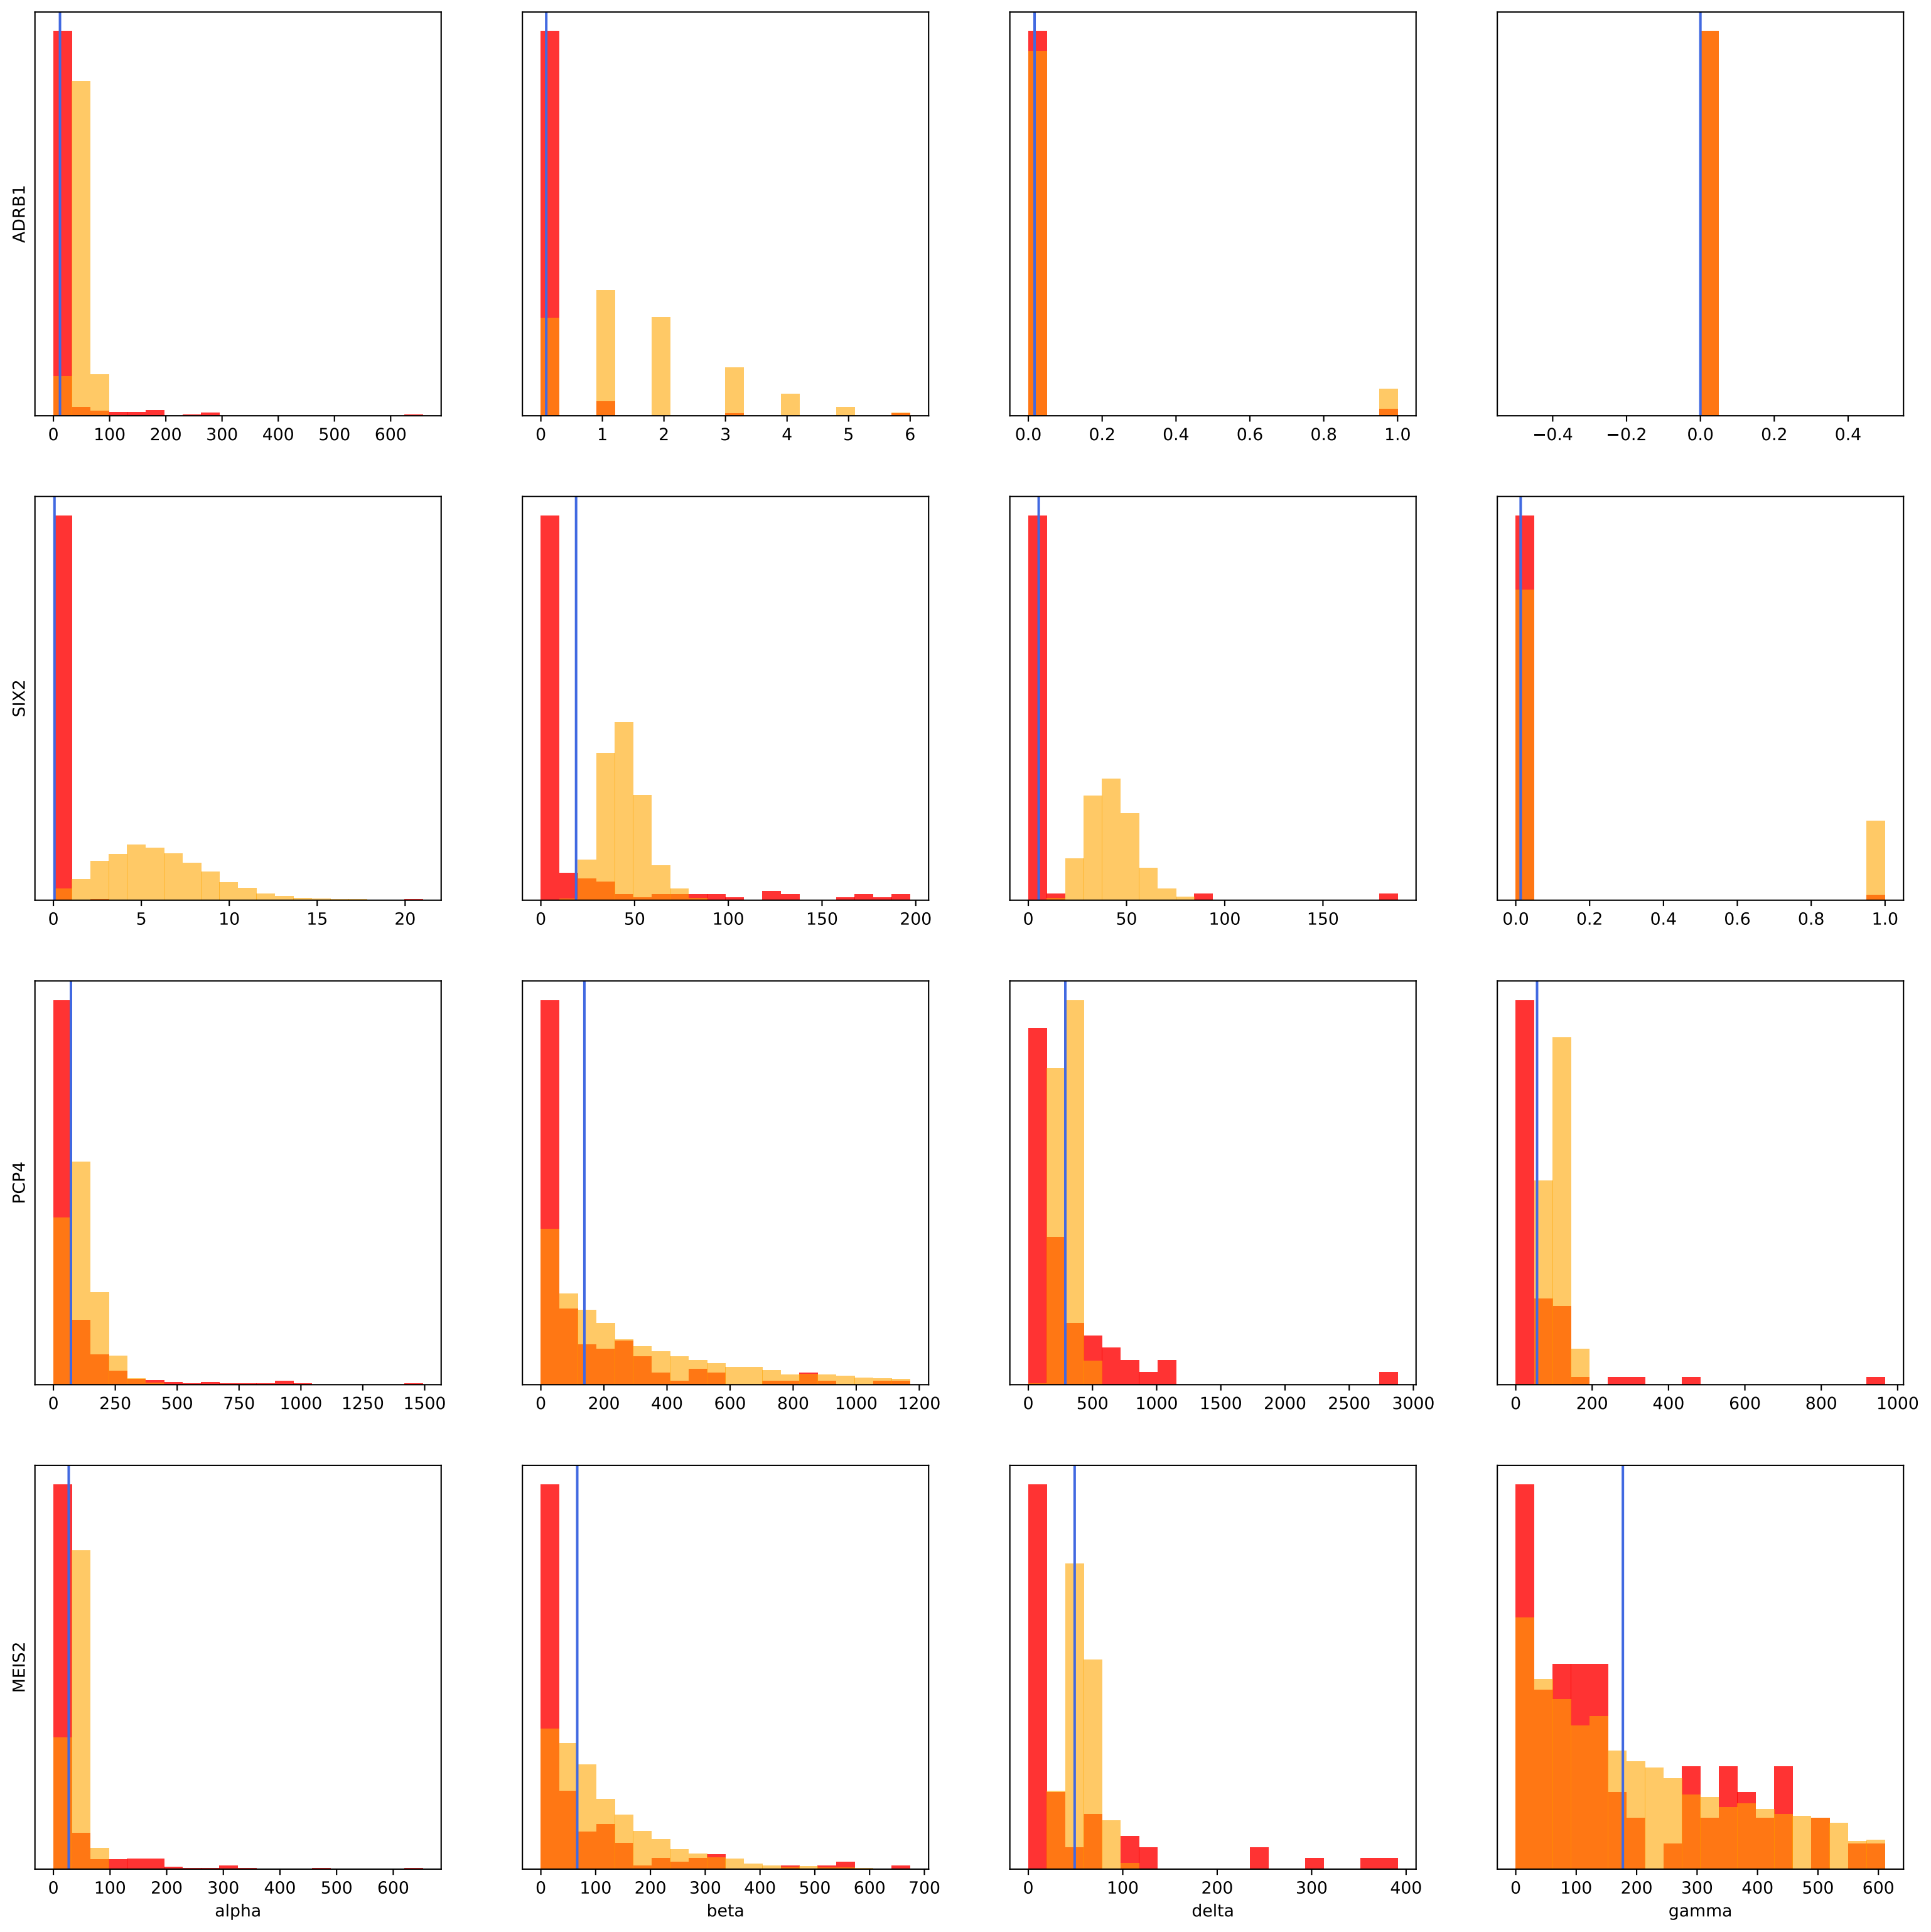 ADRB1
0 100 200 300 400 500 600
0 1 2 3 4 5 6
0.0 0.2 0.4 0.6 0.8 1.0
−0.4 −0.2 0.0 0.2 0.4
SIX2
0 5 10 15 20
0 50 100 150 200
0 50 100 150
0.0 0.2 0.4 0.6 0.8 1.0
PCP4
0 250 500 750 1000 1250 1500
0 200 400 600 800 1000 1200
0 500 1000 1500 2000 2500 3000
0 200 400 600 800 1000
MEIS2
0 100 200 300 400 500 600
0 100 200 300 400 500 600 700
0 100 200 300 400
0 100 200 300 400 500 600
alpha
beta
delta
gamma